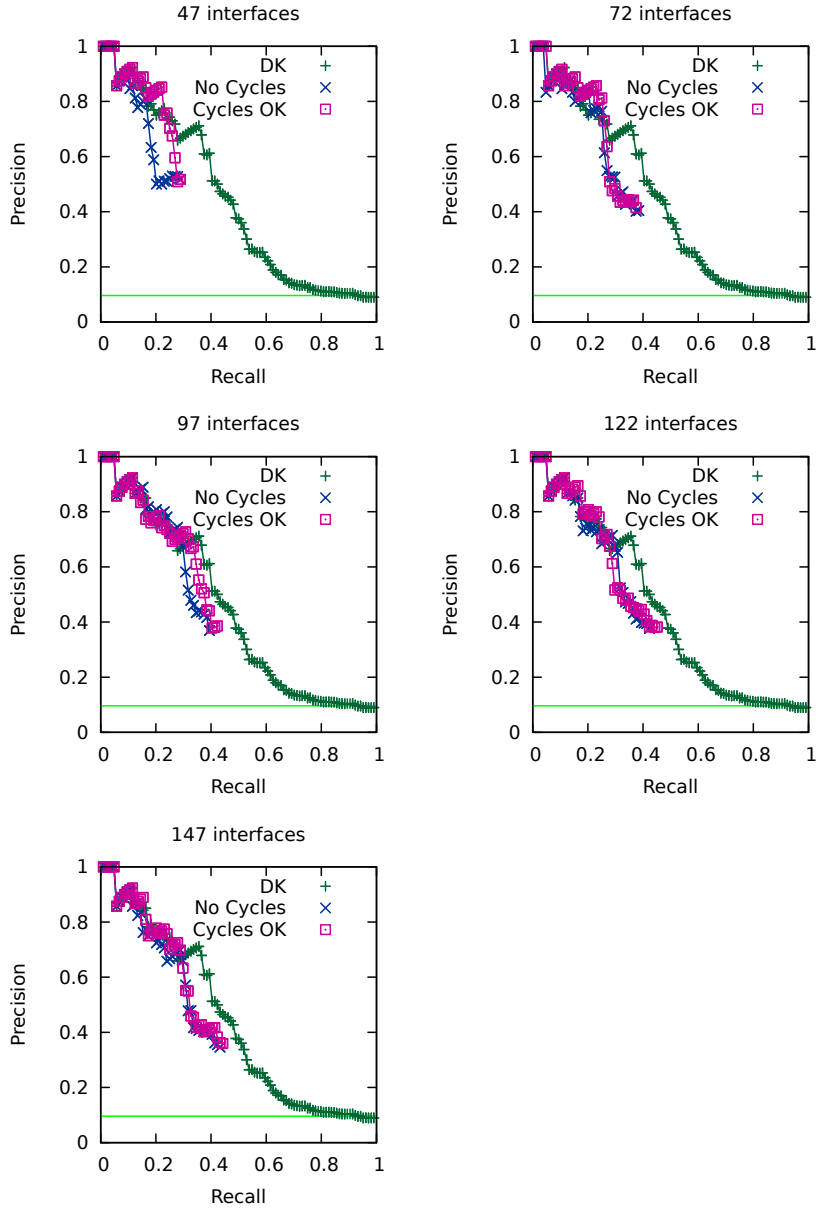 47 interfaces
Precision
1
0.8
0.6
0.4
0.2
0
DK
No Cycles
Cycles OK
0 0.2 0.4 0.6 0.8 1
Recall
72 interfaces
Precision
1
0.8
0.6
0.4
0.2
0
DK
No Cycles
Cycles OK
0 0.2 0.4 0.6 0.8 1
Recall
97 interfaces
Precision
1
0.8
0.6
0.4
0.2
0
DK
No Cycles
Cycles OK
0 0.2 0.4 0.6 0.8 1
Recall
122 interfaces
Precision
1
0.8
0.6
0.4
0.2
0
DK
No Cycles
Cycles OK
0 0.2 0.4 0.6 0.8 1
Recall
147 interfaces
Precision
1
0.8
0.6
0.4
0.2
0
DK
No Cycles
Cycles OK
0 0.2 0.4 0.6 0.8 1
Recall